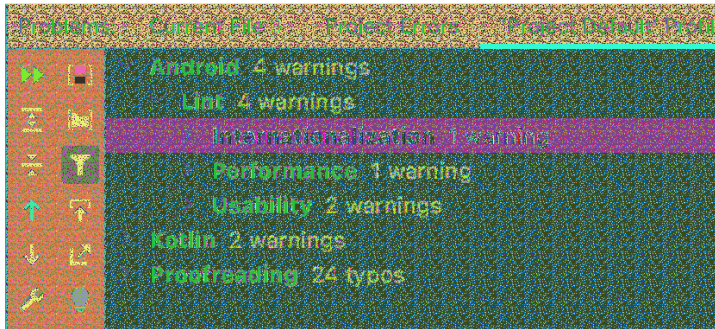 Problems Current File Project Errors 'Project Default' Profil
Android 4 warnings
Lint 4 warnings
Internationalization 1 warning
Performance 1 warning
Usability 2 warnings
Kotlin 2 warnings
Proofreading 24 typos